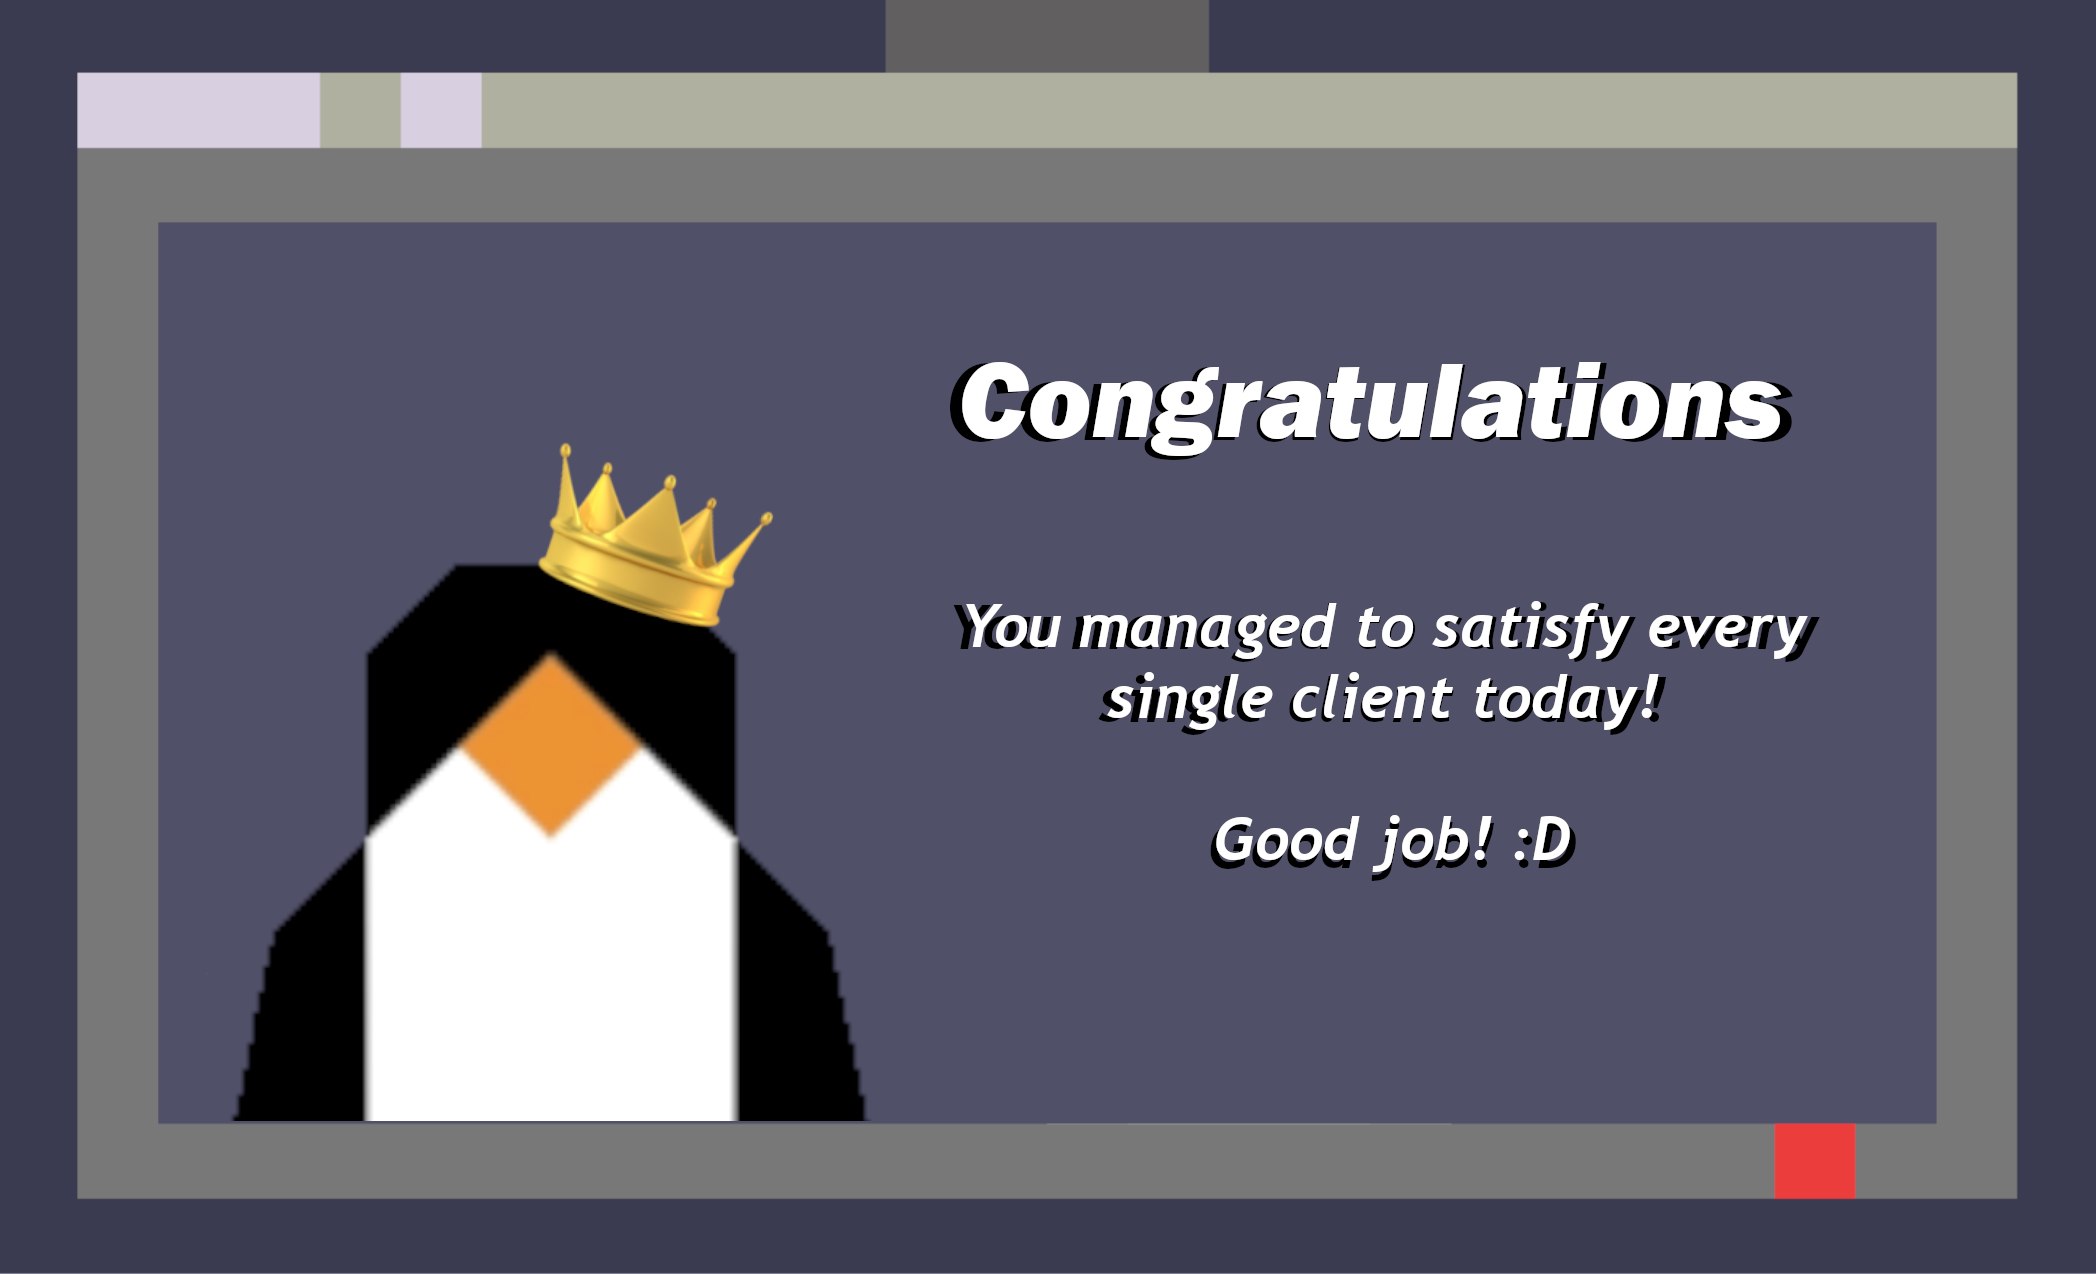 Congratulations
You managed to satisfy every
single client today!
Good job! :D